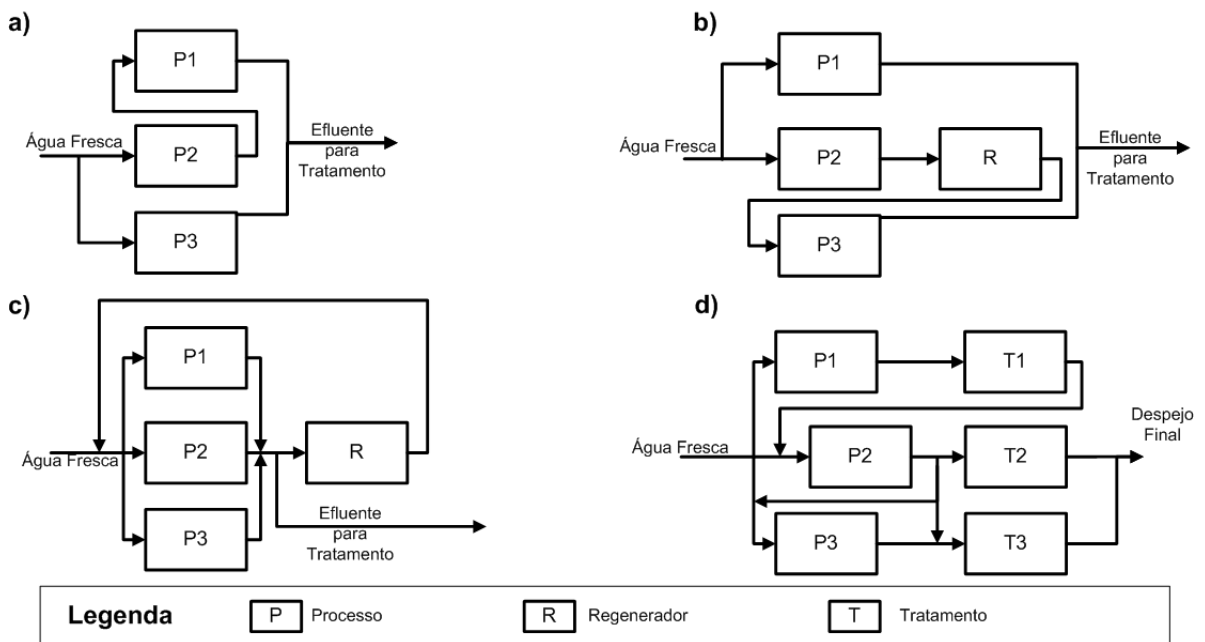 a)
P1
Água Fresca
P2
P3
Efluente
para
Tratamento
b)
P1
Água Fresca
P2
R
P3
Efluente
para
Tratamento
c)
P1
Água Fresca
P2
R
P3
Efluente
para
Tratamento
d)
P1
T1
Água Fresca
P2
T2
P3
T3
Despejo
Final
Legenda
P Processo
R Regenerador
T Tratamento